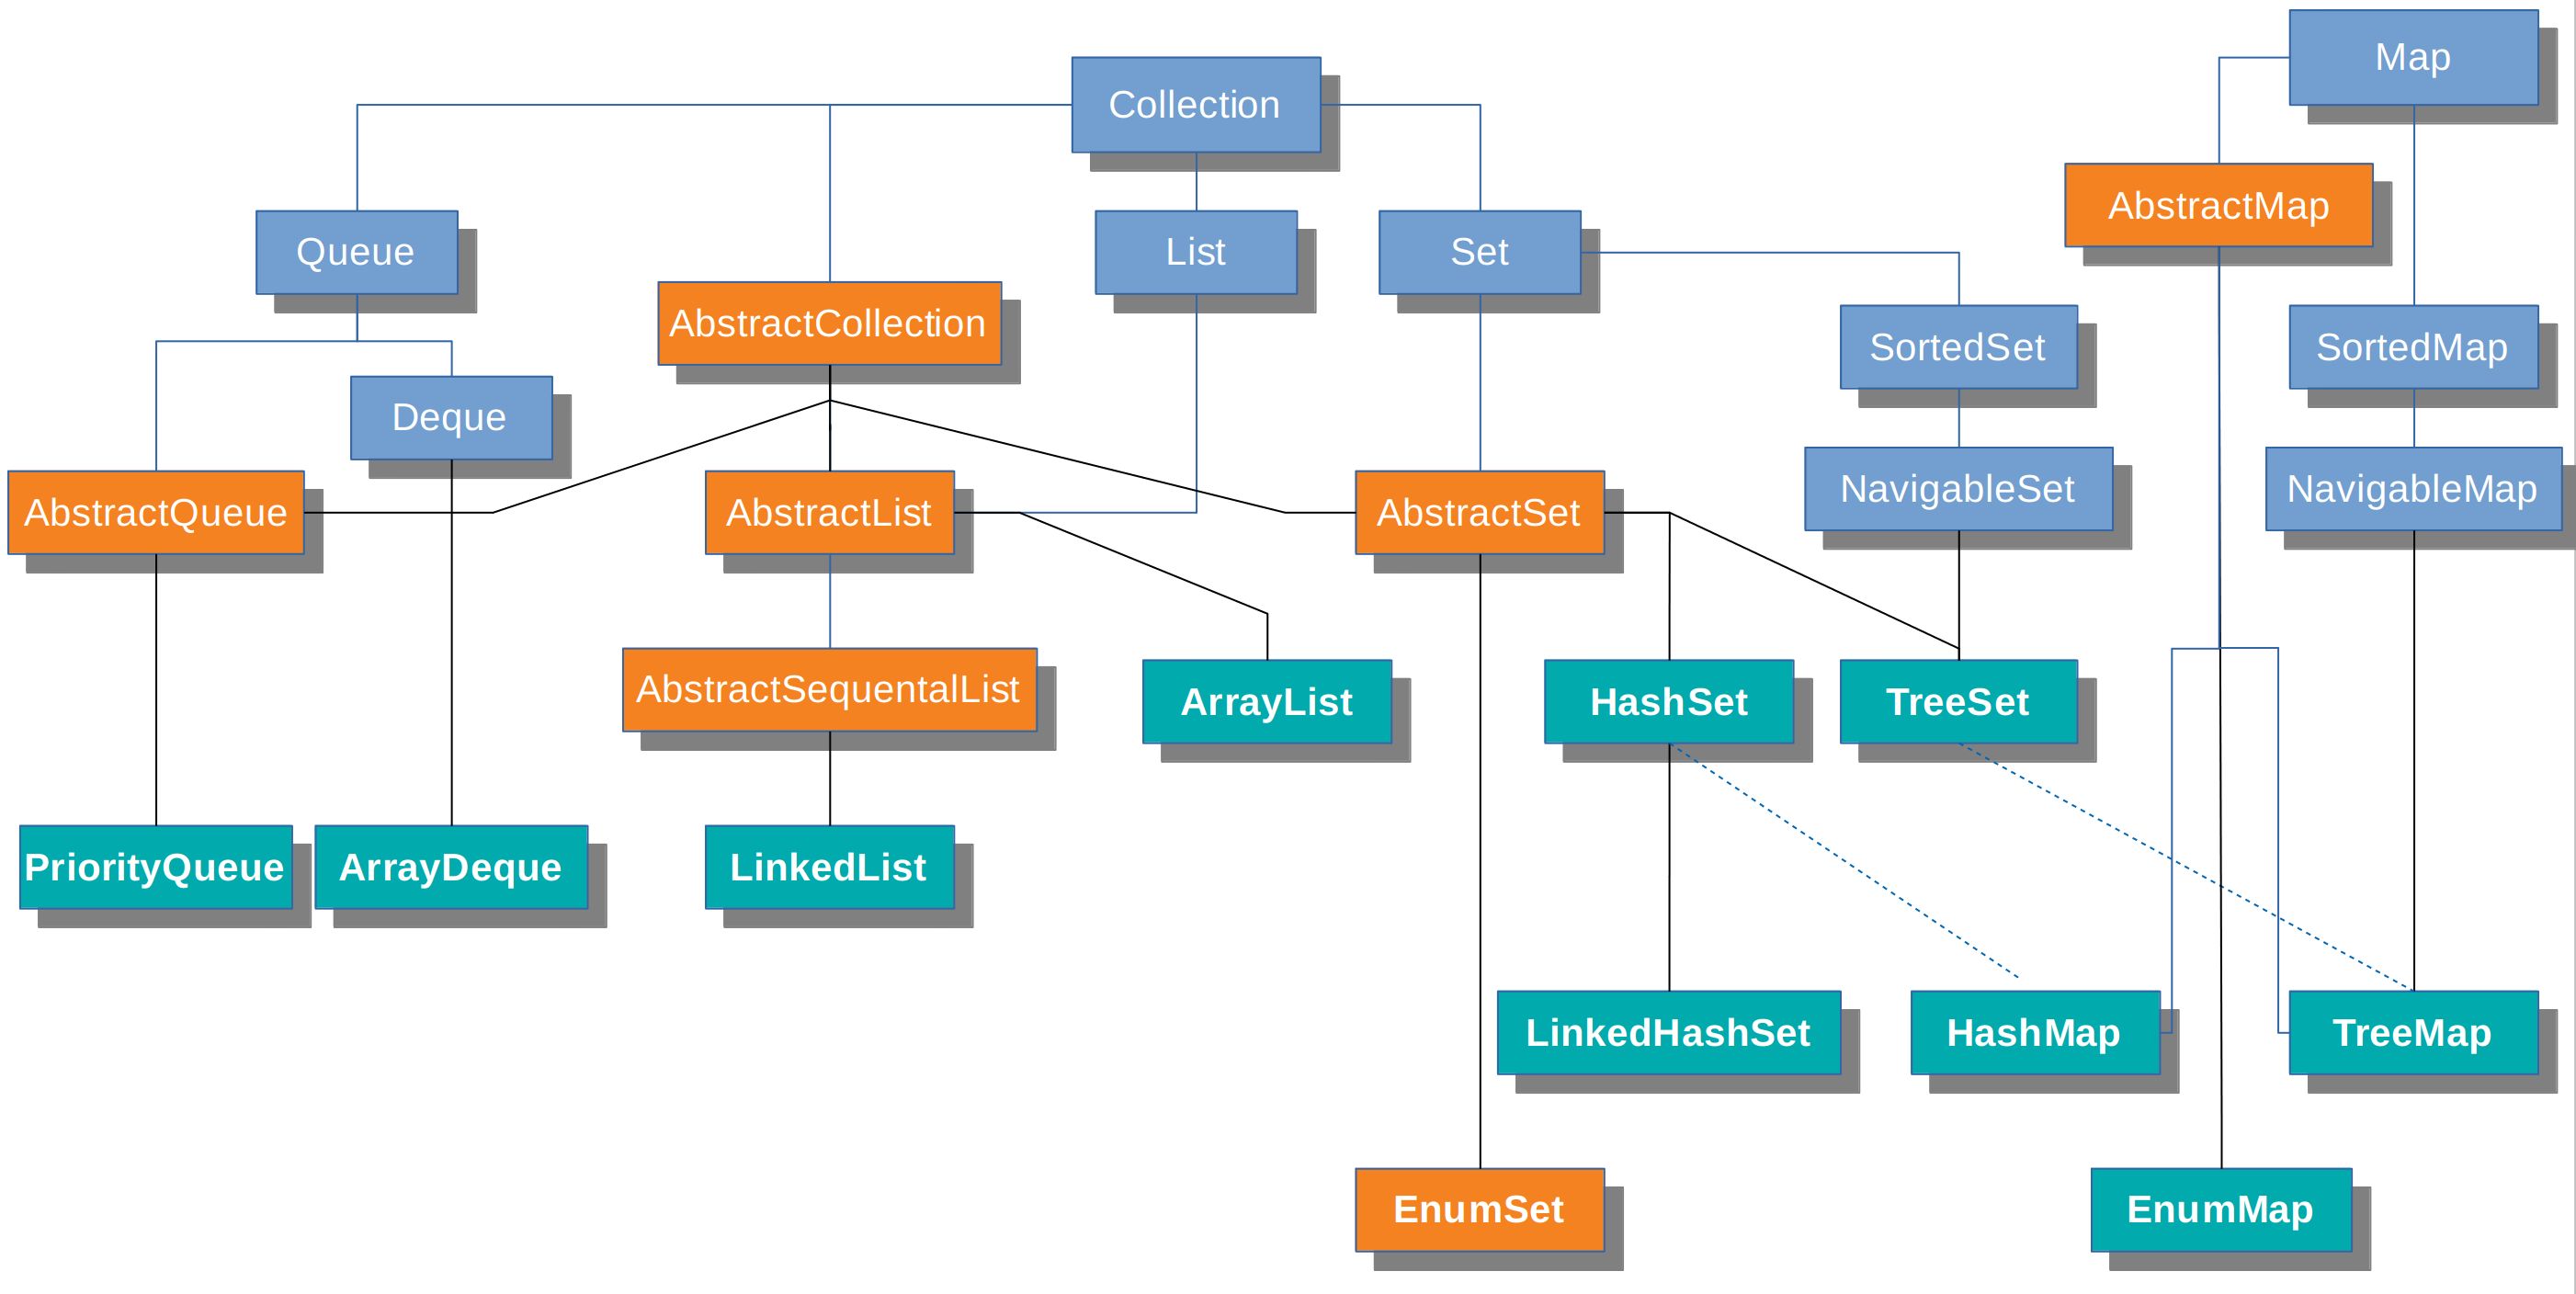 Map
Collection
AbstractMap
Queue
List
Set
AbstractCollection
SortedSet
SortedMap
Deque
NavigableSet
NavigableMap
AbstractQueue
AbstractList
AbstractSet
AbstractSequentalList
ArrayList
HashSet
TreeSet
PriorityQueue
ArrayDeque
LinkedList
LinkedHashSet
HashMap
TreeMap
EnumSet
EnumMap